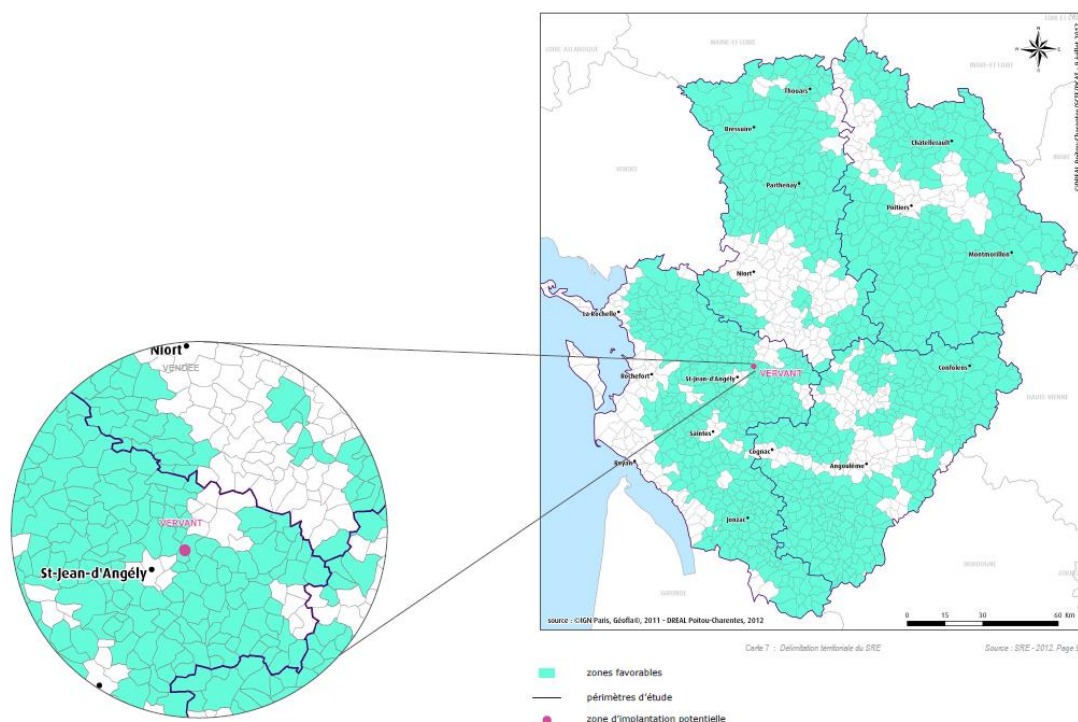 LOIRE ATLANTIQUE
MAINE-ET-LOIRE
INDRE-ET-LOIRE
Thouars
Bressuire
Châtellerault
VENDEE
Parthenay
Poitiers
Montmorillon
Niort
La Rochelle
Rochefort
St-Jean-d'Angély
VERVANT
Confolens
HAUTE VIENNE
Saintes
Cognac
Angoulême
Royan
Jonzac
DORDOGNE
GIRONDE
0 15 30 60 Km
source : ©IGN Paris, Géofla©, 2011 - DREAL Poitou-Charentes, 2012
Niort
VENDEE
VERVANT
St-Jean-d'Angély
Carte 7 : Délimitation territoriale du SRE
Source : SRE - 2012. Page 9
zones favorables
périmètres d'étude
zone d'implantation potentielle